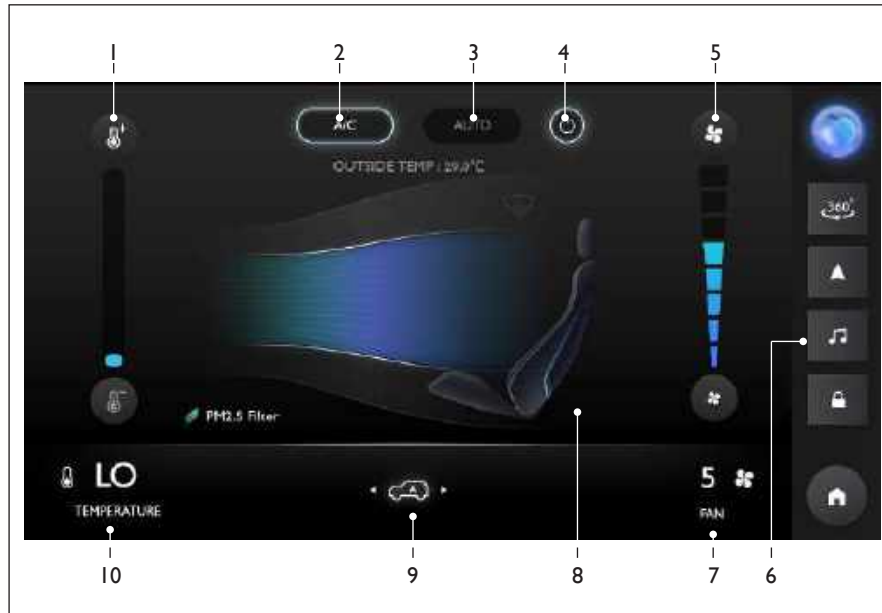 1 2 3 4 5
A/C AUTO
OUTSIDE TEMP : 29.0°C
360°
PM2.5 Filter
LO
TEMPERATURE
A
5
FAN
10 9 8 7 6